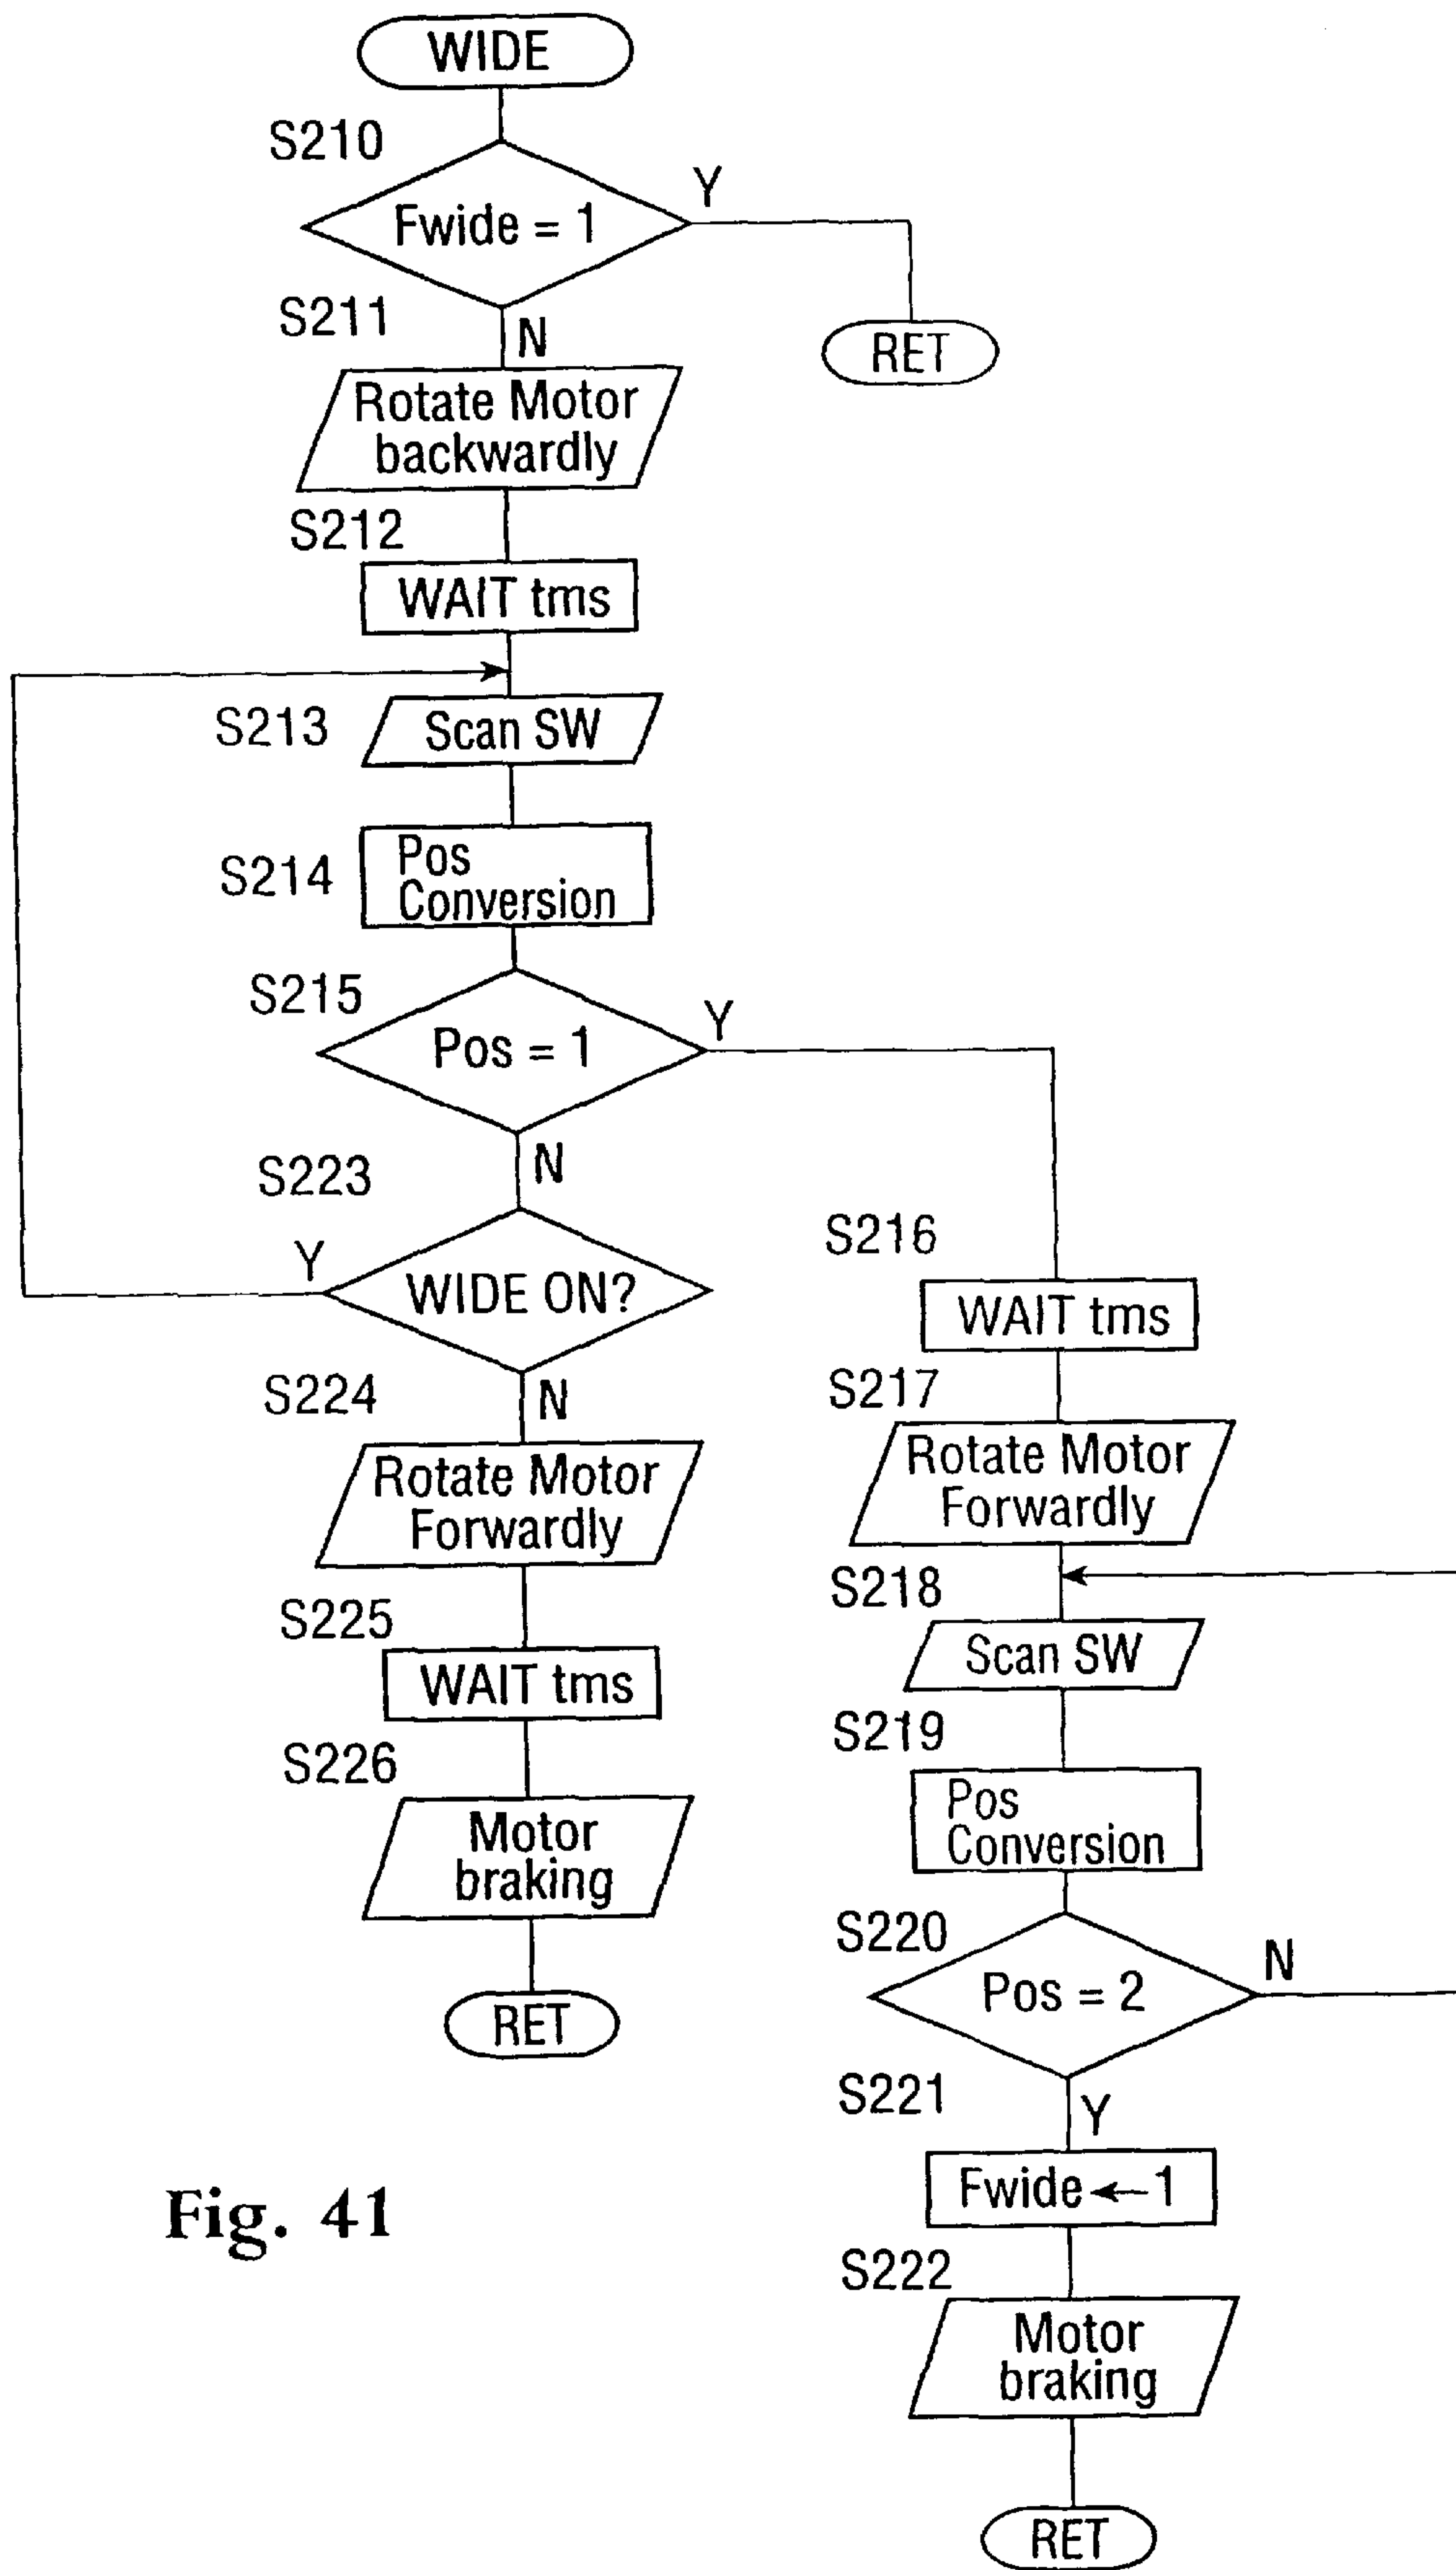 WIDE
S210
Fwide = 1
Y
RET
S211
N
Rotate Motor
backwardly
S212
WAIT tms
S213
Scan SW
S214
Pos
Conversion
S215
Pos = 1
Y
N
S223
Y
WIDE ON?
S224
N
Rotate Motor
Forwardly
S225
WAIT tms
S226
Motor
braking
RET
S216
WAIT tms
S217
Rotate Motor
Forwardly
S218
Scan SW
S219
Pos
Conversion
S220
Pos = 2
N
S221
Y
Fwide ← 1
S222
Motor
braking
RET
Fig. 41